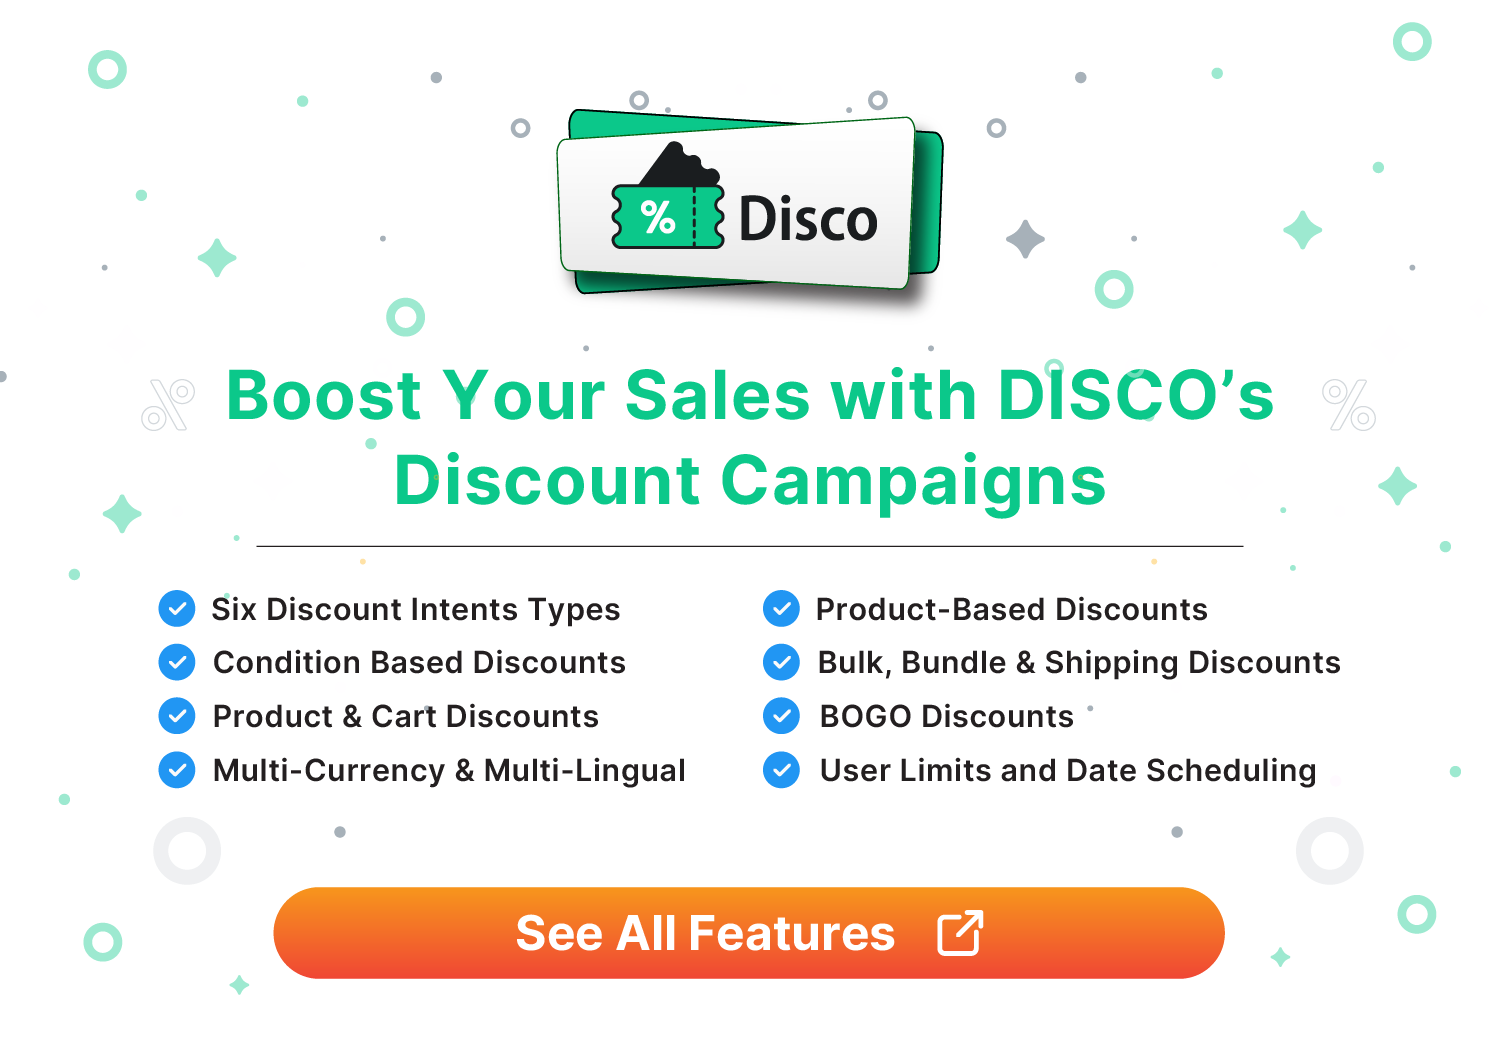 %
Disco
Boost Your Sales with DISCO’s
Discount Campaigns
Six Discount Intents Types
Condition Based Discounts
Product & Cart Discounts
Multi-Currency & Multi-Lingual
Product-Based Discounts
Bulk, Bundle & Shipping Discounts
BOGO Discounts
User Limits and Date Scheduling
See All Features